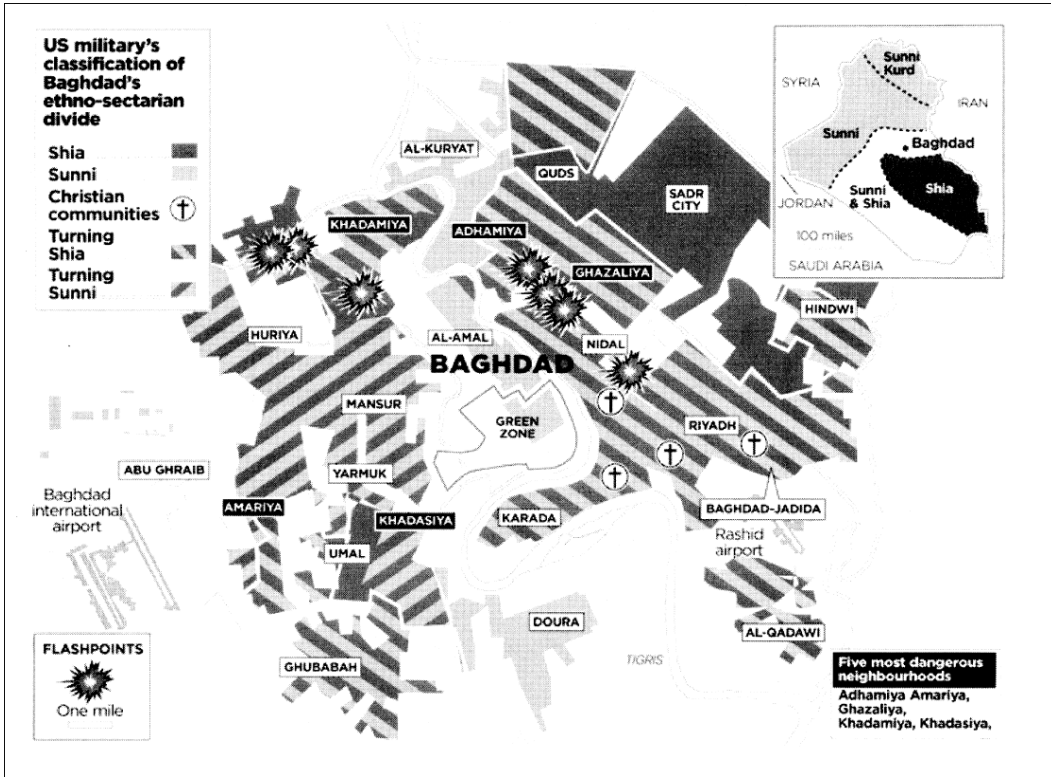 US military's
classification of
Baghdad's
ethno-sectarian
divide
Shia
Sunni
Christian
communities
Turning
Shia
Turning
Sunni
AL-KURYAT
QUDS
SADR
CITY
KHADAMIYA
ADHAMIYA
GHAZALIYA
HINDWI
HURIYA
AL-AMAL
NIDAL
BAGHDAD
MANSUR
GREEN
ZONE
RIYADH
ABU GHRAIB
YARMUK
Baghdad
international
airport
AMARIYA
KHADASIYA
KARADA
BAGHDAD-JADIDA
Rashid
airport
UMAL
DOURA
AL-QADAWI
GHUBABAH
TIGRIS
Sunni
Kurd
SYRIA
IRAN
Sunni
Baghdad
Shia
Sunni
& Shia
JORDAN
100 miles
SAUDI ARABIA
FLASHPOINTS
One mile
Five most dangerous
neighbourhoods
Adhamiya Amariya,
Ghazaliya,
Khadamiya, Khadasiya,